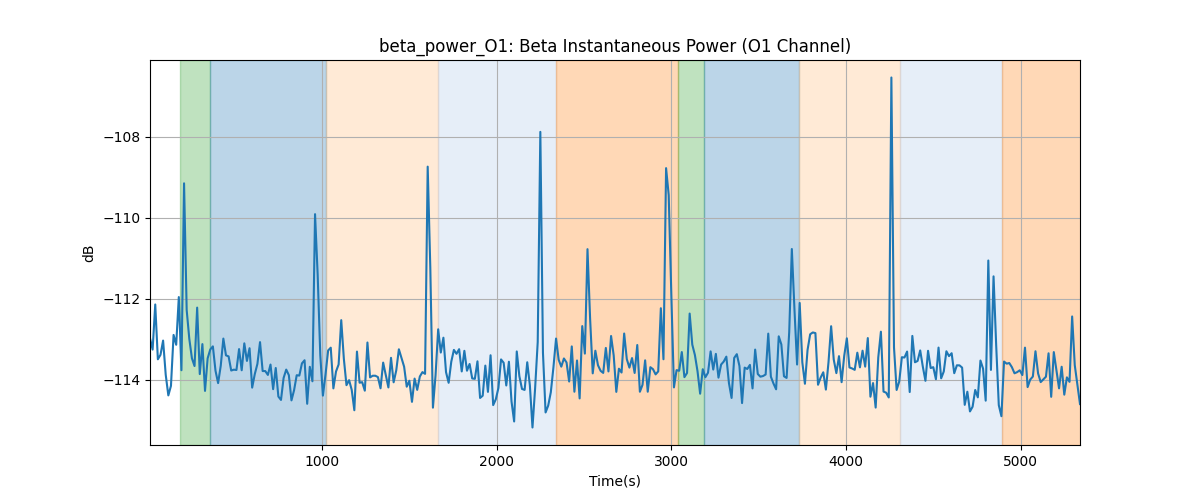 beta_power_O1: Beta Instantaneous Power (O1 Channel)
−108
−110
−112
−114
dB
1000 2000 3000 4000 5000
Time(s)